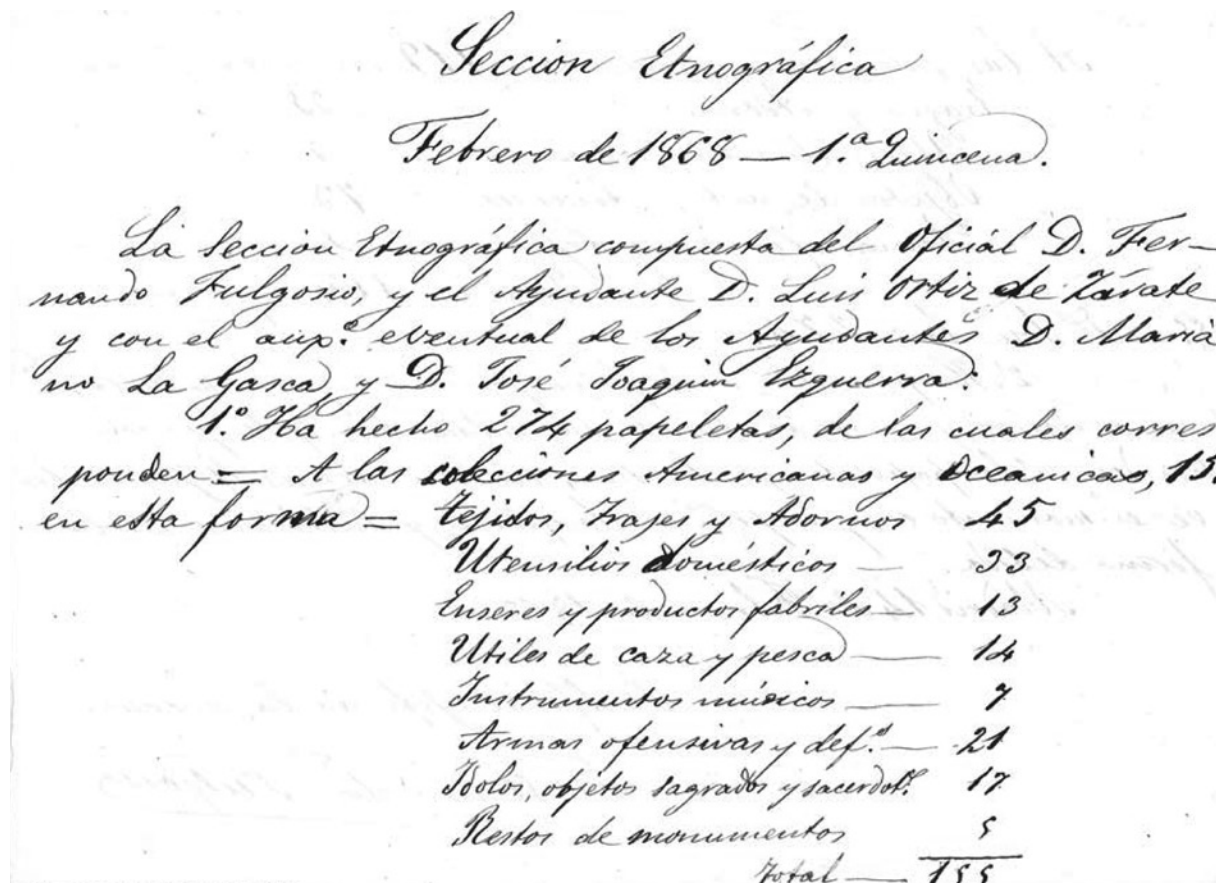 Seccion Etnográfica
Febrero de 1868 — 1.ª Quincena.
La Seccion Etnográfica compuesta del Oficial D. Fer-
nando Fulgosio, y el Ayudante D. Luis Ortiz de Zárate
y con el aux.º eventual de los Ayudantes D. Maria
no La Gasca, y D. José Joaquin Ezquerra:
1.º Ha hecho 274 papeletas, de las cuales corres
ponden = A las colecciones Americanas y Oceanicas, 15
en esta forma = Tejidos, Trajes y Adornos 45
Utensilios domésticos — 33
Enseres y productos fabriles — 13
Utiles de caza y pesca — 14
Instrumentos músicos — 7
Armas ofensivas y def.s — 21
Idolos, objetos sagrados y sacerdot.s 17
Restos de monumentos 5
Total — 155